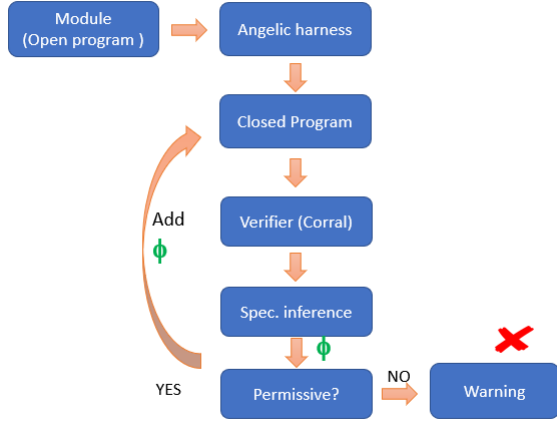 Module
(Open program )
Angelic harness
Closed Program
Verifier (Corral)
Add
ϕ
Spec. inference
ϕ
YES
Permissive?
NO
Warning